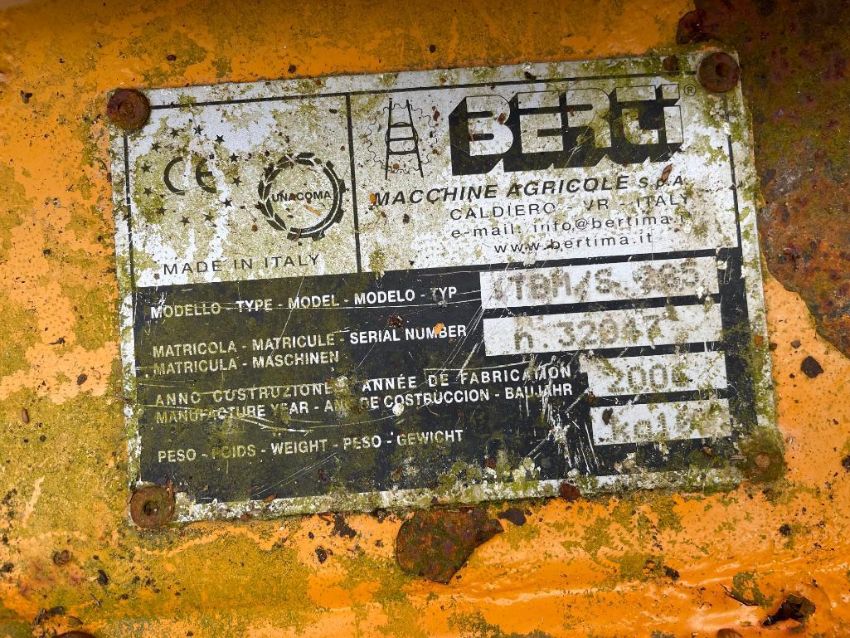 CE
UNACOMA
MADE IN ITALY
BERTI®
MACCHINE AGRICOLE S.p.A.
CALDIERO - VR - ITALY
e-mail: info@bertima.it
www.bertima.it
MODELLO - TYPE - MODEL - MODELO - TYP
MATRICOLA - MATRICULE - SERIAL NUMBER
MATRICULA - MASCHINEN
ANNO COSTRUZIONE - ANNÉE DE FABRICATION
MANUFACTURE YEAR - AÑO DE COSTRUCCION - BAUJAHR
PESO - POIDS - WEIGHT - PESO - GEWICHT